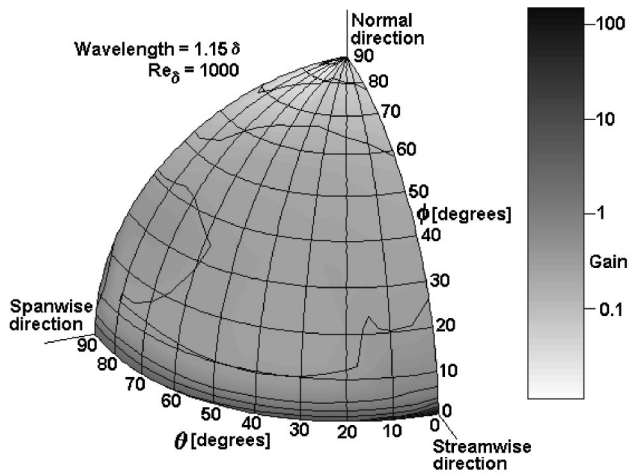 Normal
direction
Wavelength = 1.15 δ
Re_δ = 1000
90
80
70
60
50
ϕ [degrees]
40
30
20
10
0
Spanwise
direction
90
80
70
60
50
40
30
20
10
0
θ [degrees]
Streamwise
direction
100
10
1
Gain
0.1